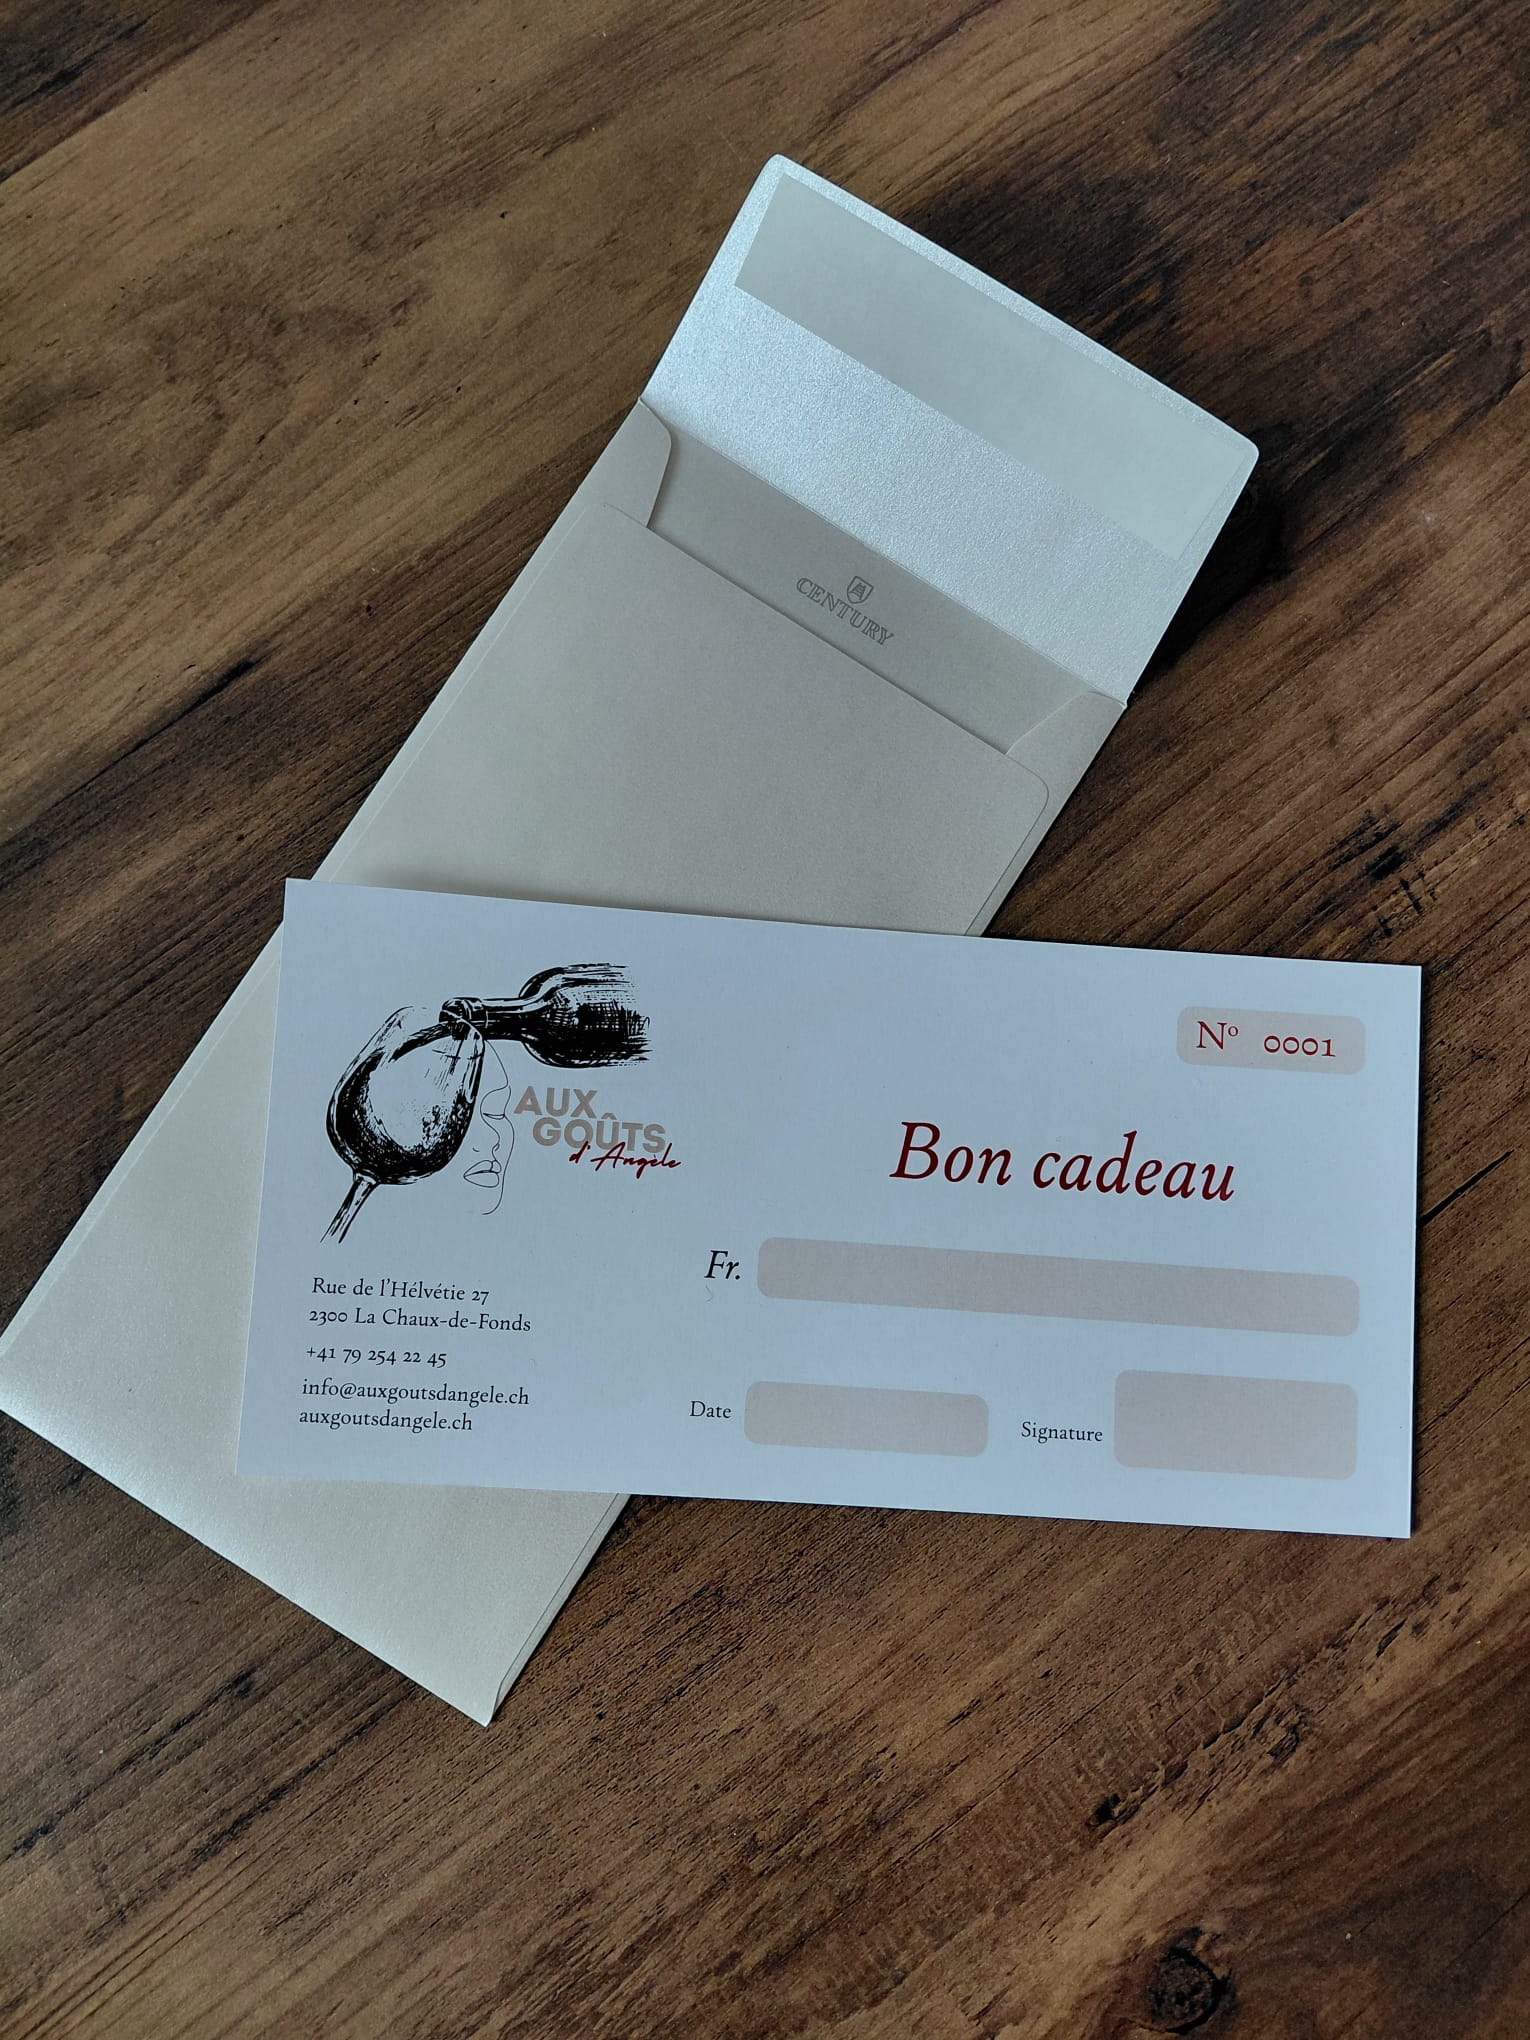 CENTURY
AUX
GOÛTS
d'Angèle
Nº 0001
Bon cadeau
Fr.
Rue de l'Hélvétie 27
2300 La Chaux-de-Fonds
+41 79 254 22 45
info@auxgoutsdangele.ch
auxgoutsdangele.ch
Date
Signature